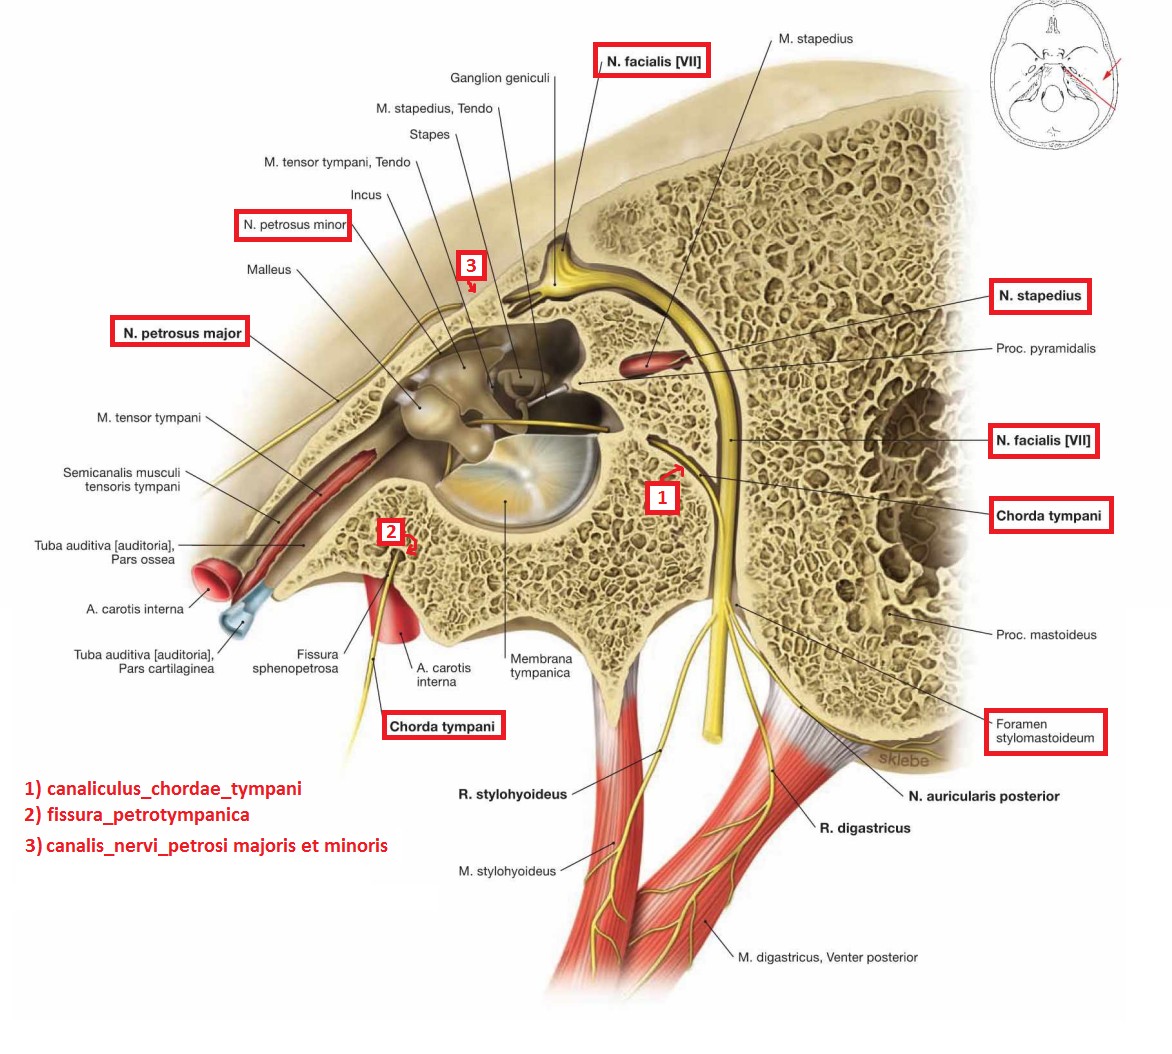 M. stapedius
N. facialis [VII]
Ganglion geniculi
M. stapedius, Tendo
Stapes
M. tensor tympani, Tendo
Incus
N. petrosus minor
Malleus
3
N. stapedius
N. petrosus major
Proc. pyramidalis
M. tensor tympani
N. facialis [VII]
Semicanalis musculi
tensoris tympani
1
Chorda tympani
2
Tuba auditiva [auditoria],
Pars ossea
A. carotis interna
Proc. mastoideus
Tuba auditiva [auditoria],
Pars cartilaginea
Fissura
sphenopetrosa
A. carotis
interna
Membrana
tympanica
Chorda tympani
Foramen
stylomastoideum
sklebe
1) canaliculus_chordae_tympani
2) fissura_petrotympanica
3) canalis_nervi_petrosi majoris et minoris
R. stylohyoideus
N. auricularis posterior
R. digastricus
M. stylohyoideus
M. digastricus, Venter posterior